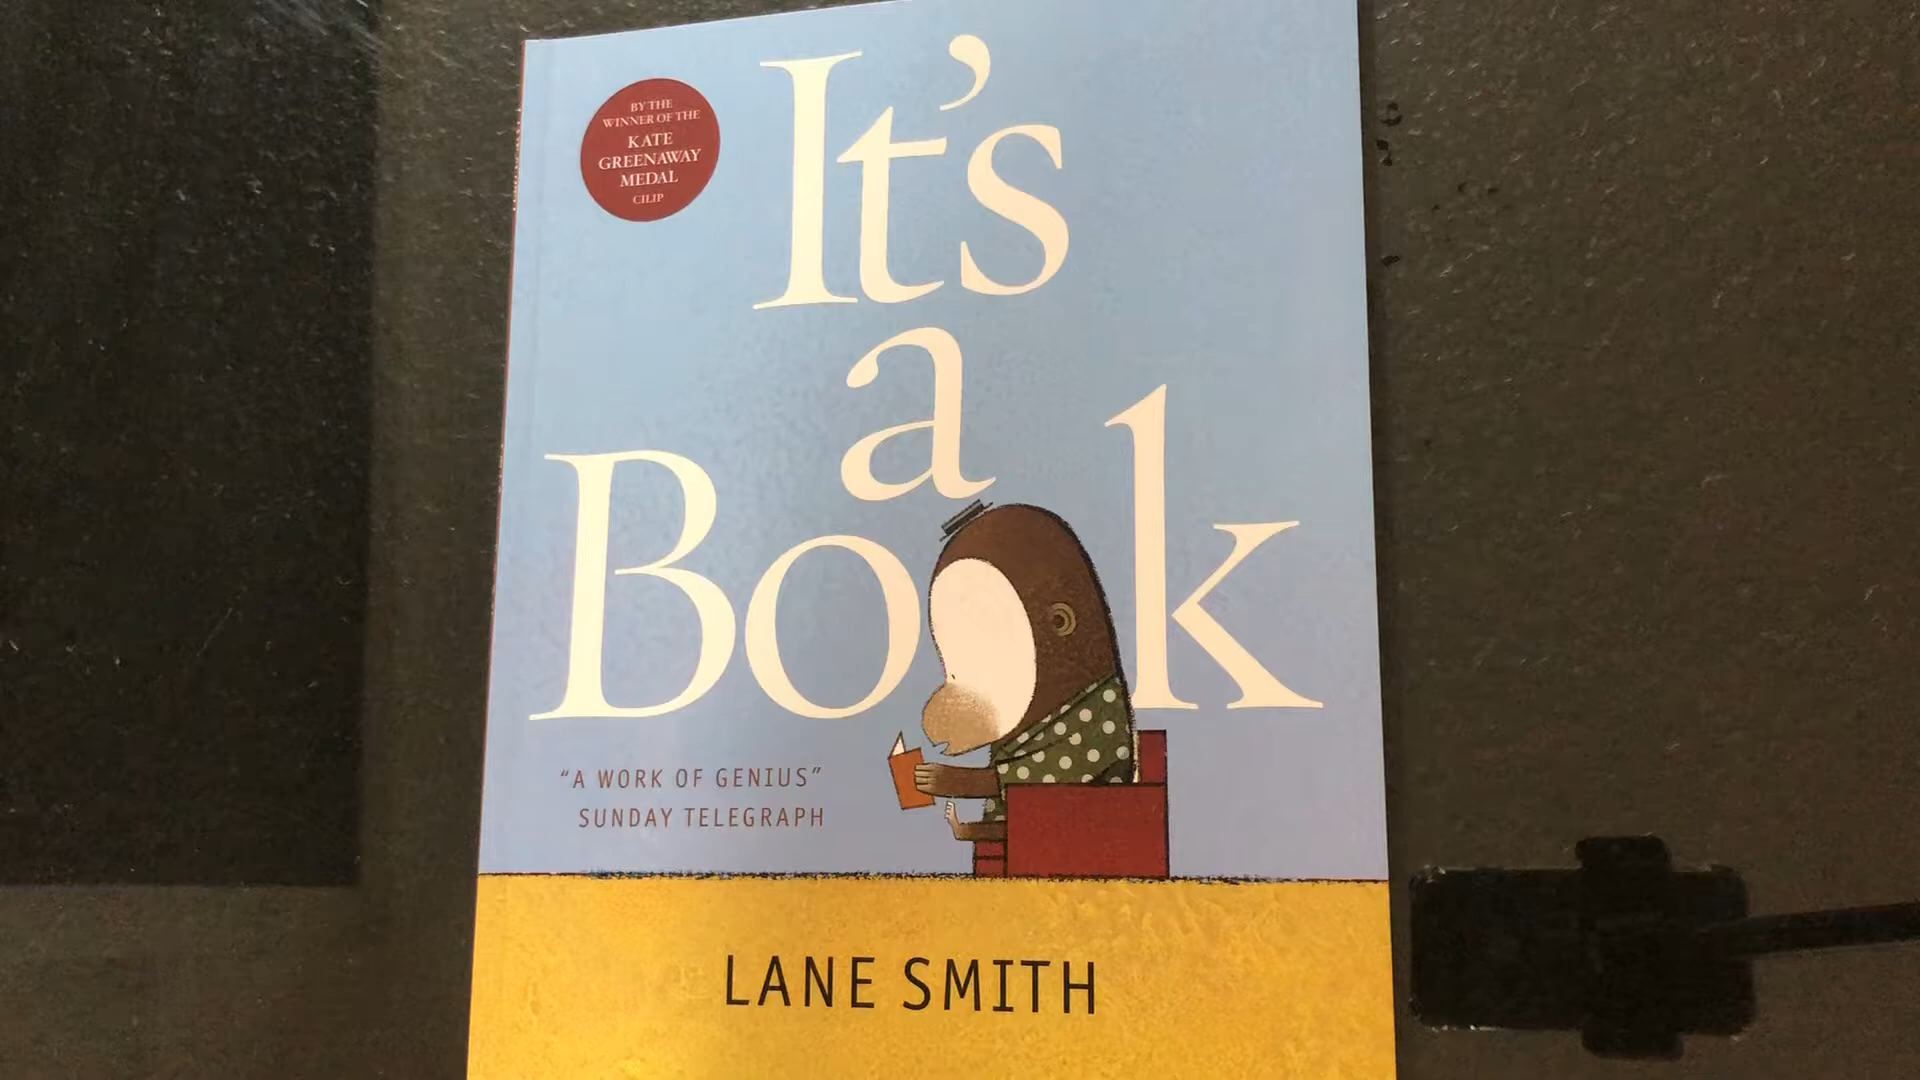 BY THE
WINNER OF THE
KATE
GREENAWAY
MEDAL
CILIP
It's
a
Book
"A WORK OF GENIUS"
SUNDAY TELEGRAPH
LANE SMITH